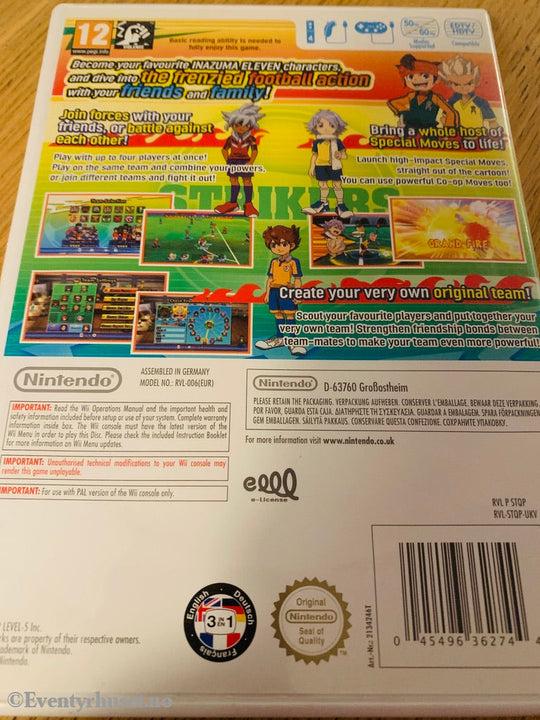 12
www.pegi.info
VIOLENCE
Basic reading ability is needed to
fully enjoy this game.
4
50Hz
60Hz
EDTV/
HDTV
Compatible
Become your favourite INAZUMA ELEVEN characters,
and dive into the frenzied football action
with your friends and family!
Join forces with your
friends, or battle against
each other!
Play with up to four players at once!
Play on the same team and combine your powers,
or join different teams and fight it out!
Bring a whole host of
Special Moves to life!
Launch high-impact Special Moves,
straight out of the cartoon!
You can use powerful Co-op Moves too!
STRIKERS
Team Selection
GRAND FIRE
Create your very own original team!
Scout your favourite players and put together your
very own team! Strengthen friendship bonds between
team-mates to make your team even more powerful!
Nintendo
ASSEMBLED IN GERMANY
MODEL NO.: RVL-006(EUR)
IMPORTANT: Read the Wii Operations Manual and the important health and
safety information included before setup or use of your system. Complete warranty
information inside box. The Wii console must have the latest version of the
Wii Menu in order to play this Disc. Please check the included Instruction Booklet
for more information on Wii Menu updates.
IMPORTANT: Unauthorised technical modifications to your Wii console may
render this game unplayable.
IMPORTANT: For use with PAL version of the Wii console only.
Nintendo
D-63760 Großostheim
PLEASE RETAIN THE PACKAGING. VERPACKUNG AUFHEBEN. CONSERVER L'EMBALLAGE. BEWAAR DEZE VERPAKKING.
POR FAVOR, GUARDA ESTA CAJA. ΔΙΑΤΗΡΗΣΤΕ ΤΗ ΣΥΣΚΕΥΑΣΙΑ. GUARDAR A EMBALAGEM. SPARA FÖRPACKNINGEN
GEM EMBALLAGEN. SÄILYTÄ PAKKAUS. CONSERVARE QUESTA CONFEZIONE. СОХРАНИТЕ УПАКОВКУ.
For more information visit www.nintendo.co.uk
e-License
RVL P STQP
RVL-STQP-UKV
LEVEL-5 Inc.
rks are property of their respective owners.
ademark of Nintendo.
Nintendo.
English
Deutsch
Français
3 IN 1
Original
Nintendo
Seal of
Quality
Art.-No.: 2134246T
0 45496 36274 4
©Eventyrhuset.no